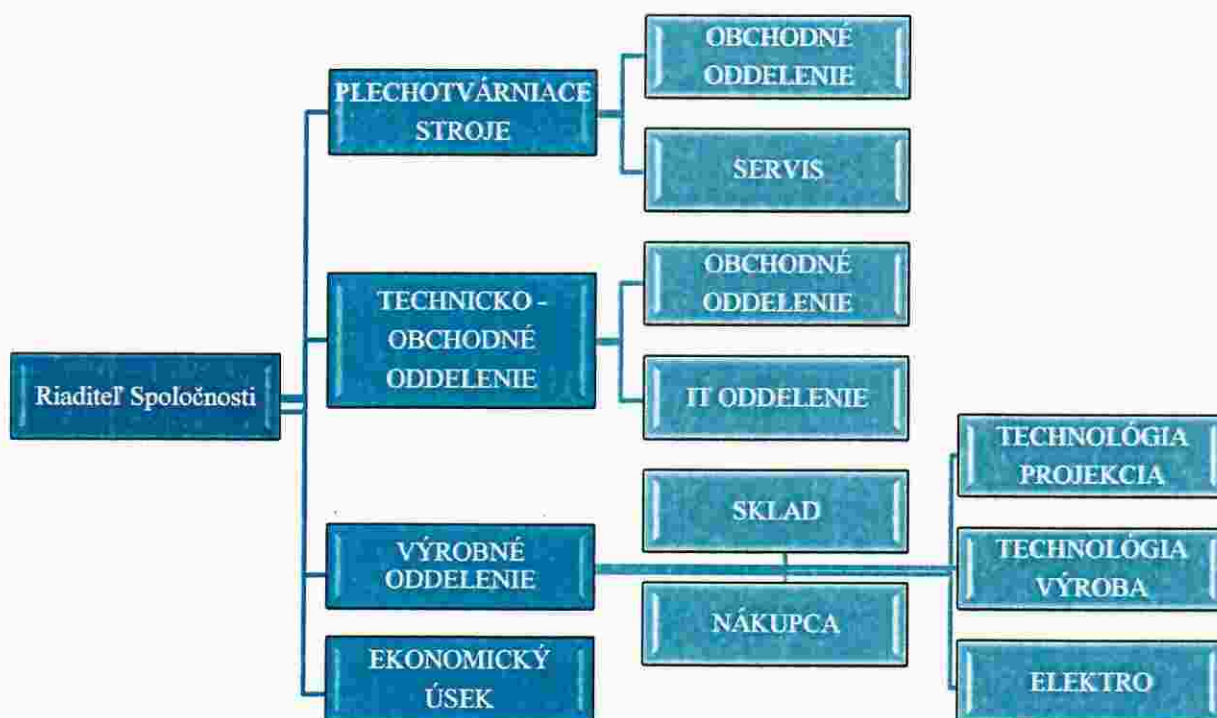 Riaditeľ Spoločnosti
PLECHOTVÁRNIACE
STROJE
OBCHODNÉ
ODDELENIE
SERVIS
TECHNICKO -
OBCHODNÉ
ODDELENIE
OBCHODNÉ
ODDELENIE
IT ODDELENIE
VÝROBNÉ
ODDELENIE
SKLAD
NÁKUPCA
TECHNOLÓGIA
PROJEKCIA
TECHNOLÓGIA
VÝROBA
ELEKTRO
EKONOMICKÝ
ÚSEK